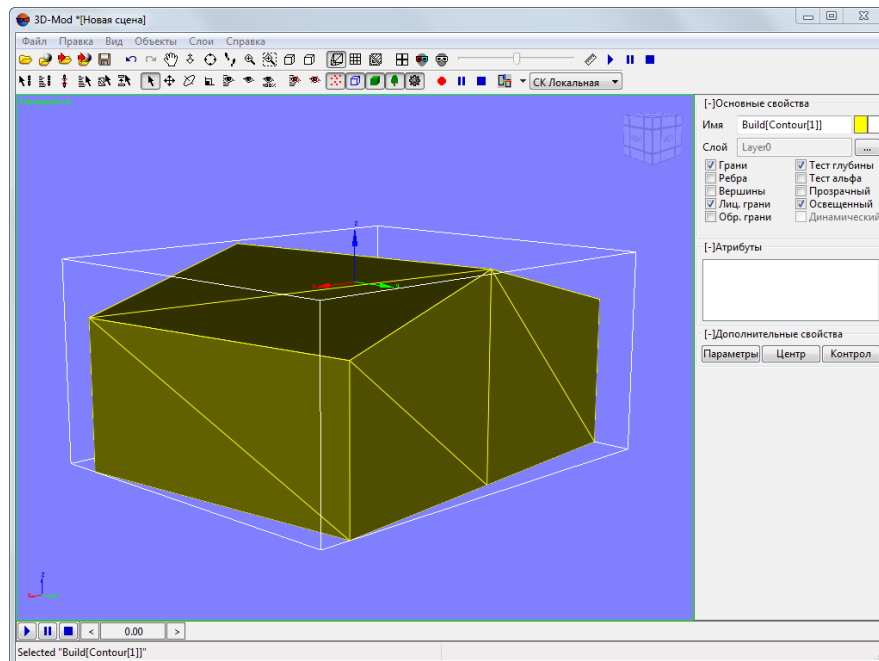 3D-Mod *[Новая сцена]
Файл Правка Вид Объекты Слои Справка
СК Локальная
[-]Основные свойства
Имя Build[Contour[1]]
Слой Layer0 ...
Грани Тест глубины
Ребра Тест альфа
Вершины Прозрачный
Лиц. грани Освещенный
Обр. грани Динамический
z
[-]Атрибуты
[-]Дополнительные свойства
Параметры Центр Контрол
z
< 0.00 >
Selected "Build[Contour[1]]"